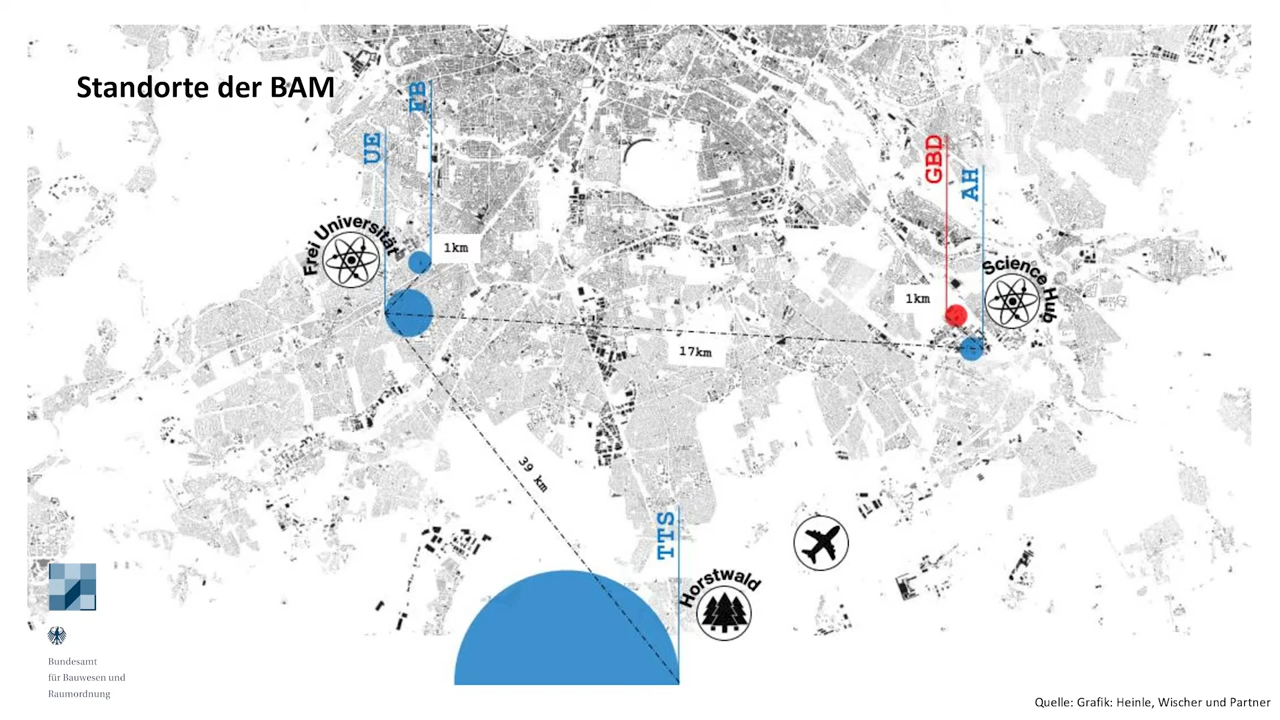 Standorte der BAM
FB
UE
GBD
AH
Frei Universität
1km
Science Hub
1km
17km
39 km
TTS
Horstwald
Bundesamt
für Bauwesen und
Raumordnung
Quelle: Grafik: Heinle, Wischer und Partner